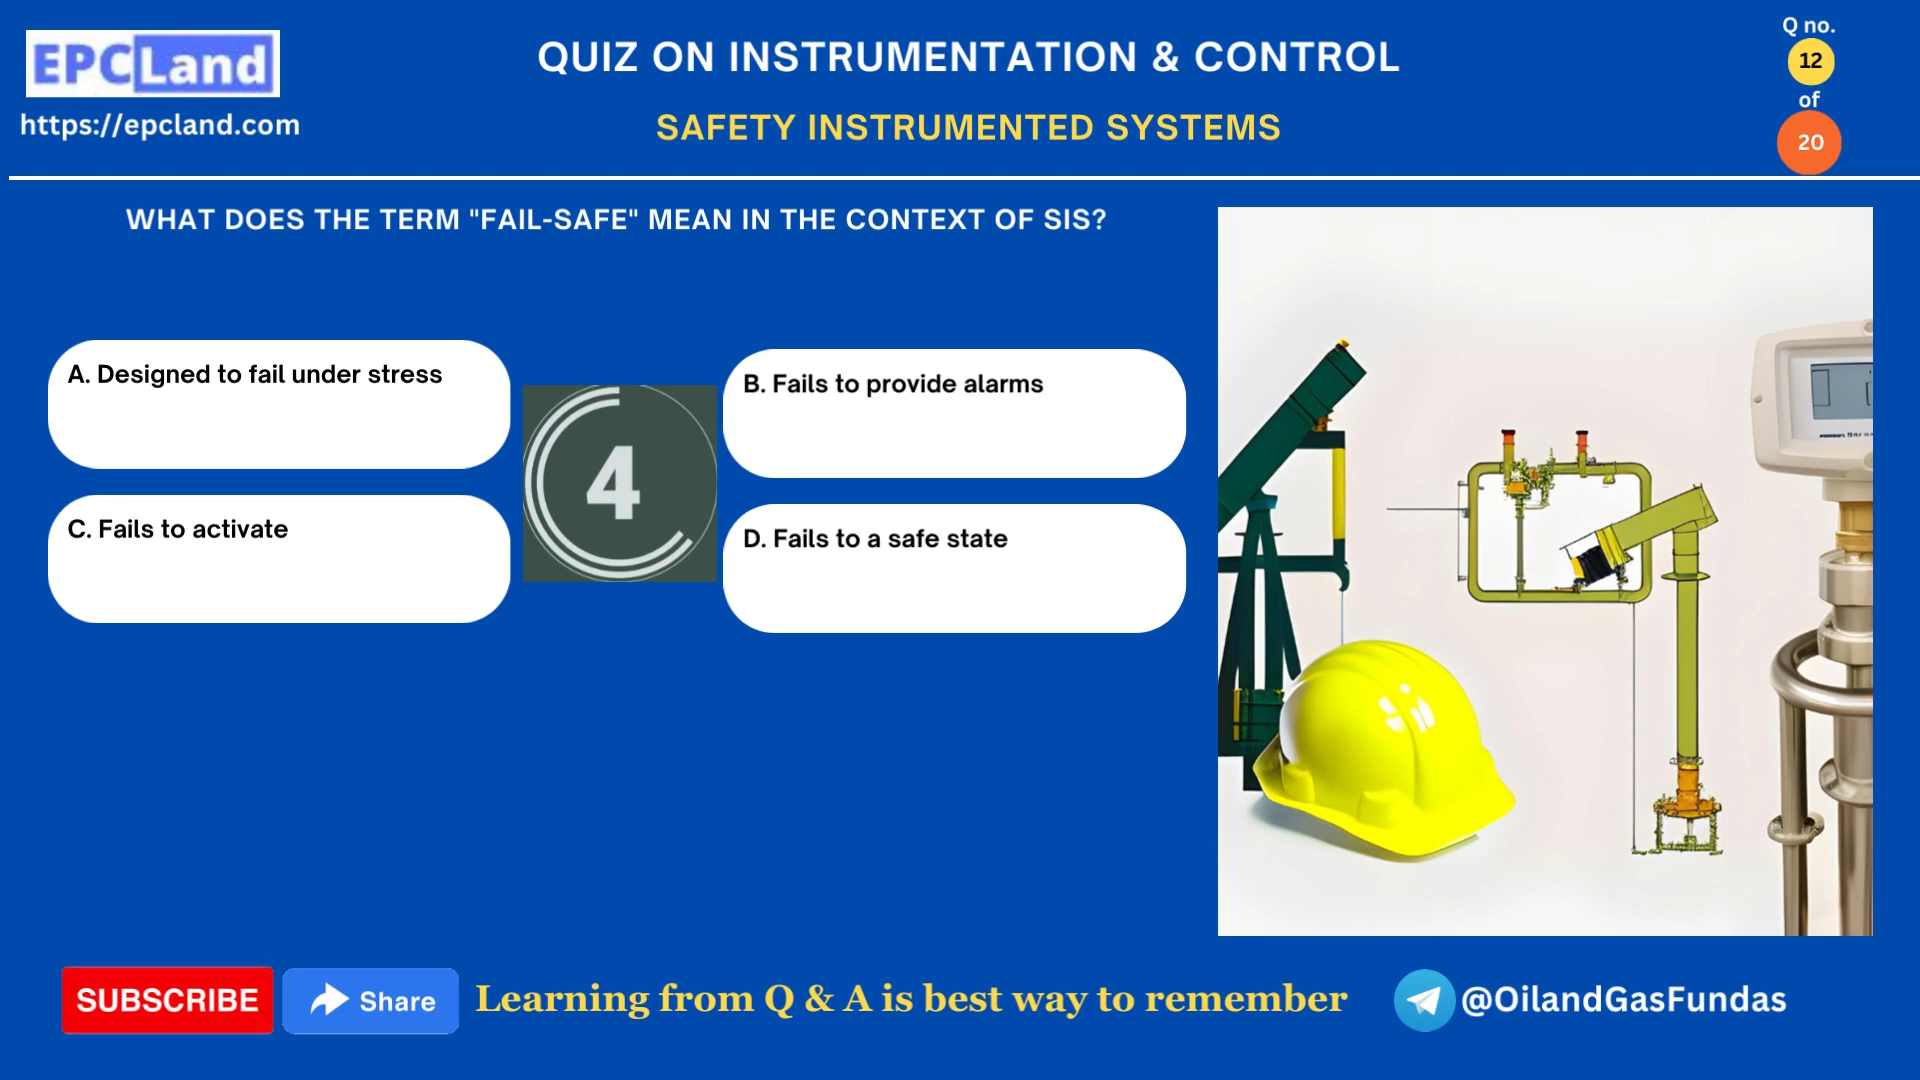 EPCLand
https://epcland.com
QUIZ ON INSTRUMENTATION & CONTROL
SAFETY INSTRUMENTED SYSTEMS
Q no.
12
of
20
WHAT DOES THE TERM "FAIL-SAFE" MEAN IN THE CONTEXT OF SIS?
A. Designed to fail under stress
B. Fails to provide alarms
C. Fails to activate
D. Fails to a safe state
4
SUBSCRIBE
Share
Learning from Q & A is best way to remember
@OilandGasFundas